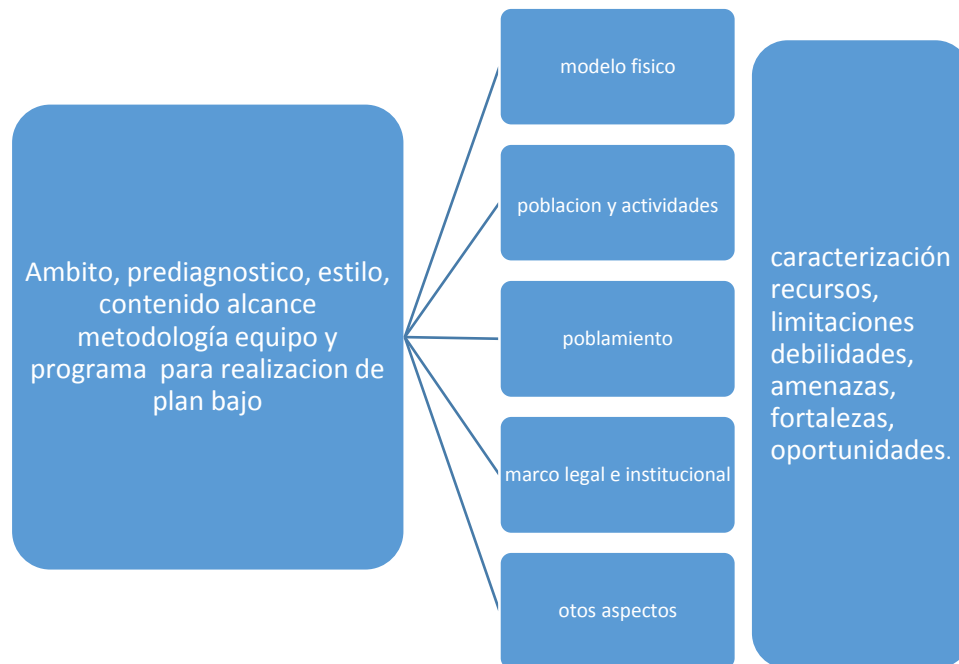 Ambito, prediagnostico, estilo,
contenido alcance
metodología equipo y
programa para realizacion de
plan bajo
modelo fisico
poblacion y actividades
poblamiento
marco legal e institucional
otos aspectos
caracterización
recursos,
limitaciones
debilidades,
amenazas,
fortalezas,
oportunidades.